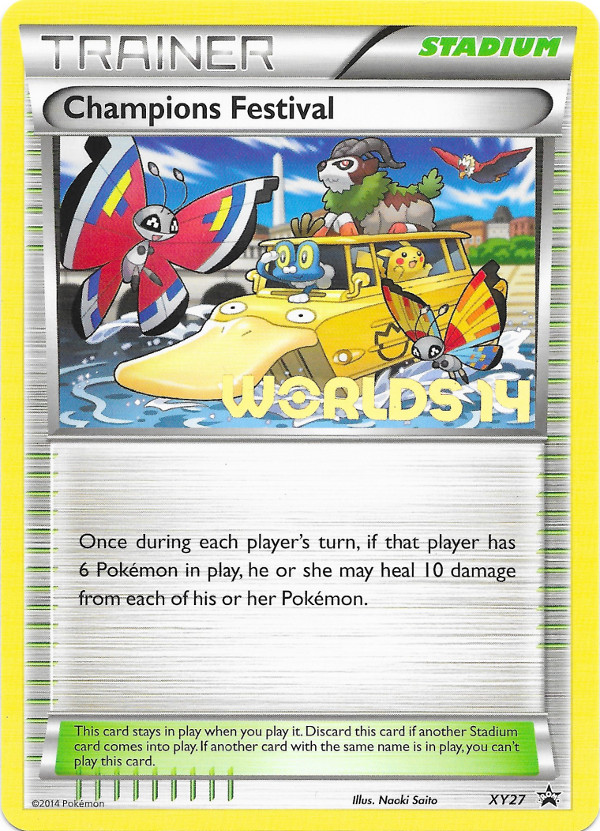 TRAINER
STADIUM
Champions Festival
WORLDS 14
Once during each player's turn, if that player has
6 Pokémon in play, he or she may heal 10 damage
from each of his or her Pokémon.
This card stays in play when you play it. Discard this card if another Stadium
card comes into play. If another card with the same name is in play, you can't
play this card.
©2014 Pokémon
Illus. Naoki Saito
XY27